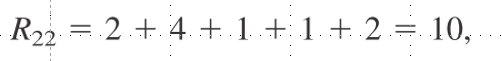 R₂₂ = 2 + 4 + 1 + 1 + 2 = 10,